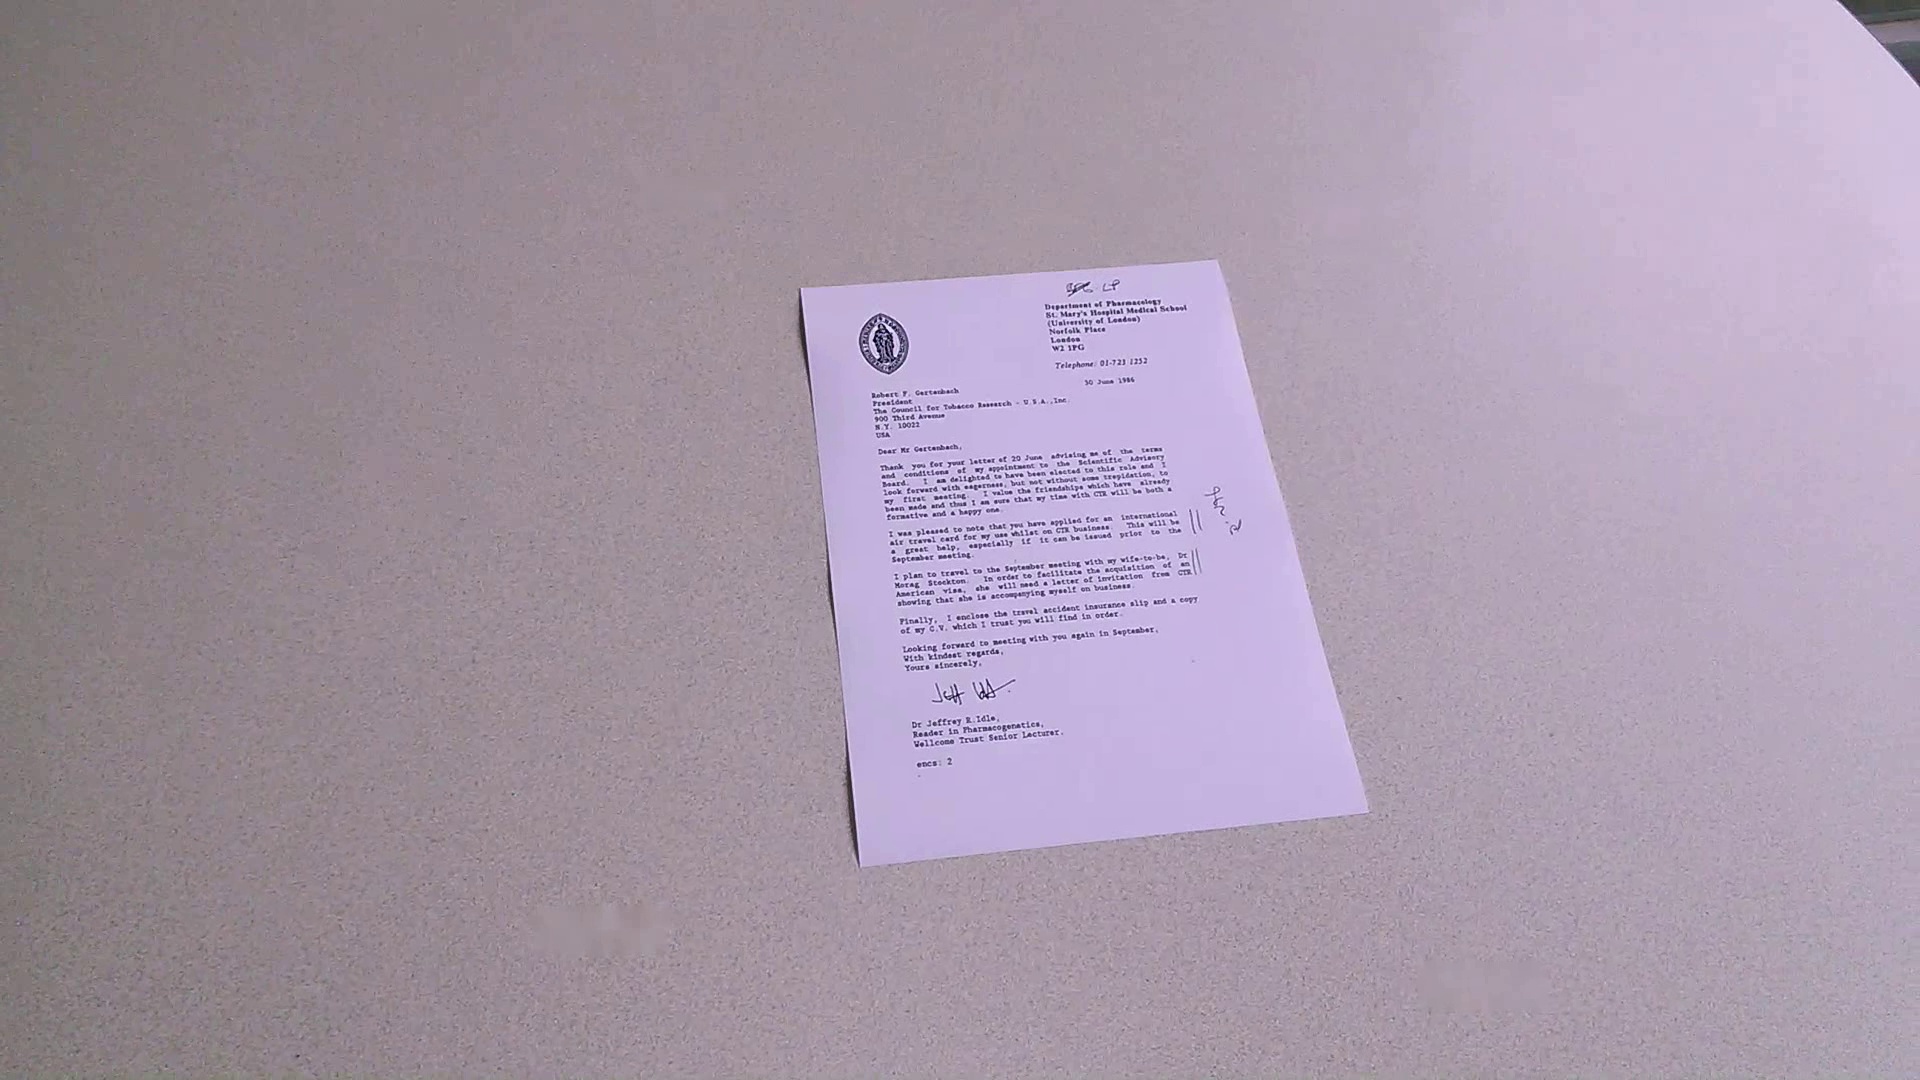 LP
Department of Pharmacology
St. Mary's Hospital Medical School
(University of London)
Norfolk Place
London
W2 1PG
Telephone: 01-723 1252
30 June 1986
Robert F. Gertenbach
President
The Council for Tobacco Research - U.S.A.,Inc.
900 Third Avenue
N.Y. 10022
USA
Dear Mr Gertenbach,
Thank you for your letter of 20 June advising me of the terms
and conditions of my appointment to the Scientific Advisory
Board. I am delighted to have been elected to this role and I
look forward with eagerness, but not without some trepidation, to
my first meeting. I value the friendships which have already
been made and thus I am sure that my time with CTR will be both a
formative and a happy one.
I was pleased to note that you have applied for an international
air travel card for my use whilst on CTR business. This will be
a great help, especially if it can be issued prior to the
September meeting.
I plan to travel to the September meeting with my wife-to-be, Dr
Morag Stockton. In order to facilitate the acquisition of an
American visa, she will need a letter of invitation from CTR
showing that she is accompanying myself on business.
Finally, I enclose the travel accident insurance slip and a copy
of my C.V. which I trust you will find in order.
Looking forward to meeting with you again in September,
With kindest regards,
Yours sincerely,
Dr Jeffrey R.Idle,
Reader in Pharmacogenetics,
Wellcome Trust Senior Lecturer.
encs: 2